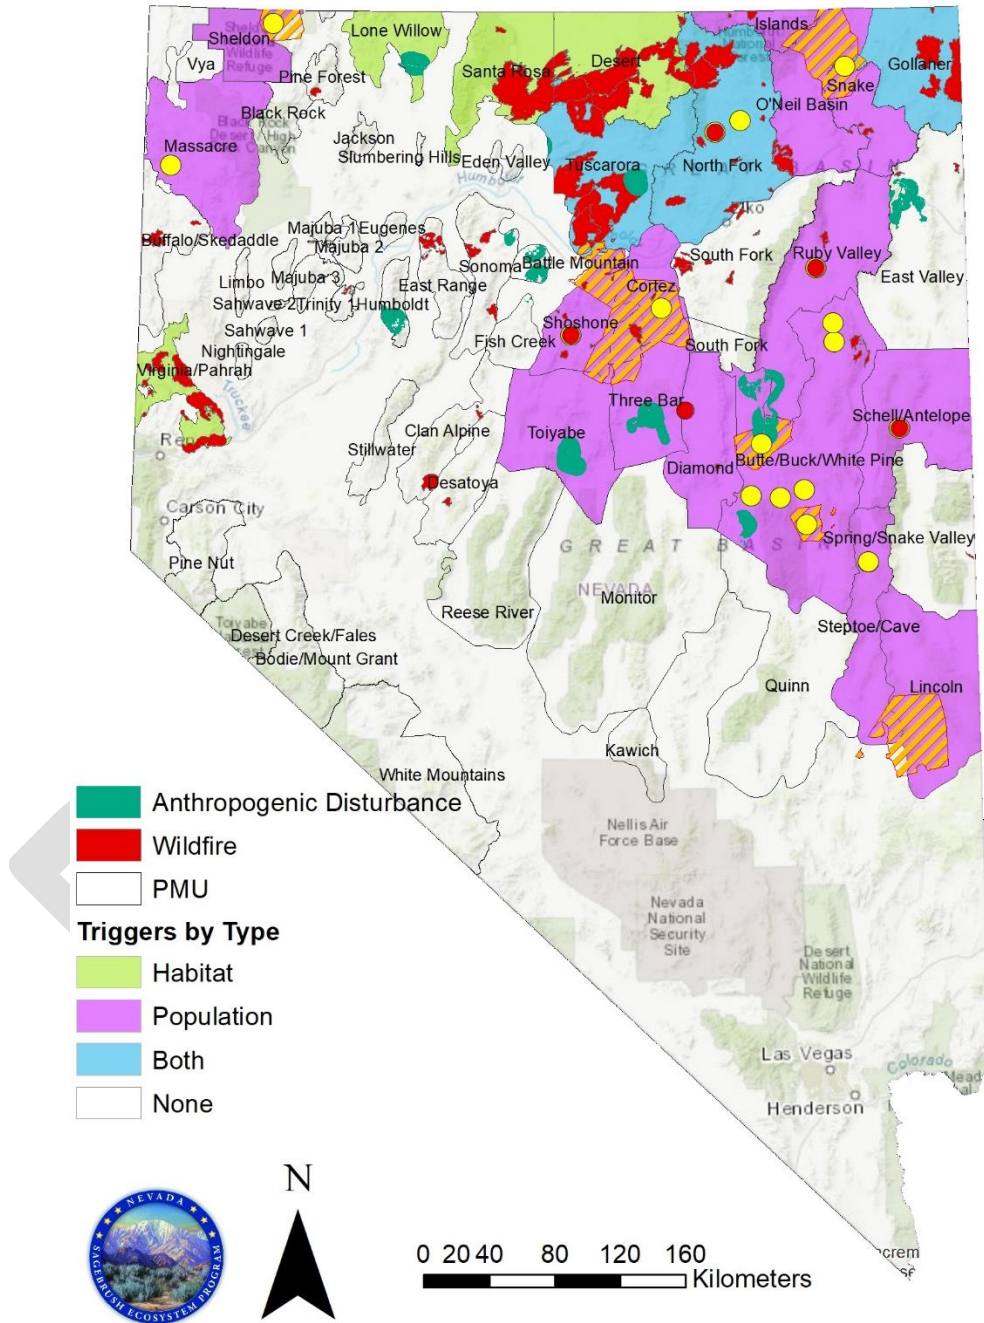 Sheldon
Lone Willow
Islands
Vya
Pine Forest
Santa Rosa
Desert
Gollaher
Snake
O'Neil Basin
Black Rock
Massacre
Jackson
Slumbering Hills
Eden Valley
Tuscarora
North Fork
Humboldt
Buffalo/Skedaddle
Majuba 1
Eugenes
Majuba 2
Sonoma
Battle Mountain
South Fork
Ruby Valley
East Valley
Limbo
Majuba 3
East Range
Cortez
Sahwave 2
Trinity 1
Humboldt
Sahwave 1
Shoshone
Fish Creek
South Fork
Nightingale
Virginia/Pahrah
Truckee
Three Bar
Schell/Antelope
Clan Alpine
Toiyabe
Stillwater
Diamond
Butte/Buck/White Pine
Desatoya
Carson City
Spring/Snake Valley
GREAT BASIN
Pine Nut
NEVADA
Reese River
Monitor
Steptoe/Cave
Desert Creek/Fales
Bodie/Mount Grant
Quinn
Lincoln
Kawich
White Mountains
Nellis Air
Force Base
Nevada
National
Security
Site
Desert
National
Wildlife
Refuge
Las Vegas
Colorado
Henderson
Anthropogenic Disturbance
Wildfire
PMU
Triggers by Type
Habitat
Population
Both
None
N
0 20 40 80 120 160
Kilometers
NEVADA
SAGEBRUSH ECOSYSTEM PROGRAM